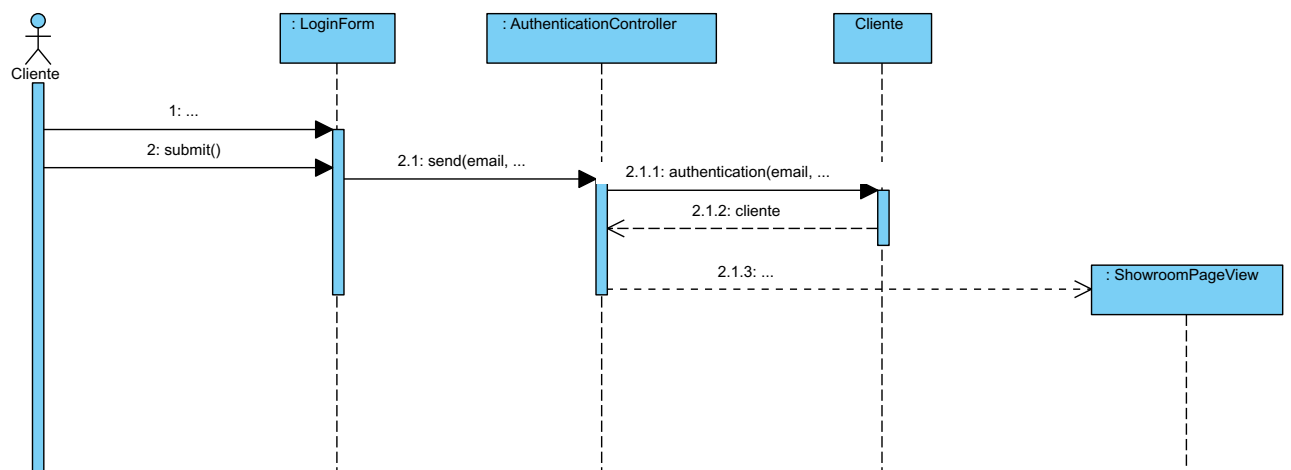 : LoginForm
: AuthenticationController
Cliente
Cliente
1: ...
2: submit()
2.1: send(email, ...
2.1.1: authentication(email, ...
2.1.2: cliente
2.1.3: ...
: ShowroomPageView